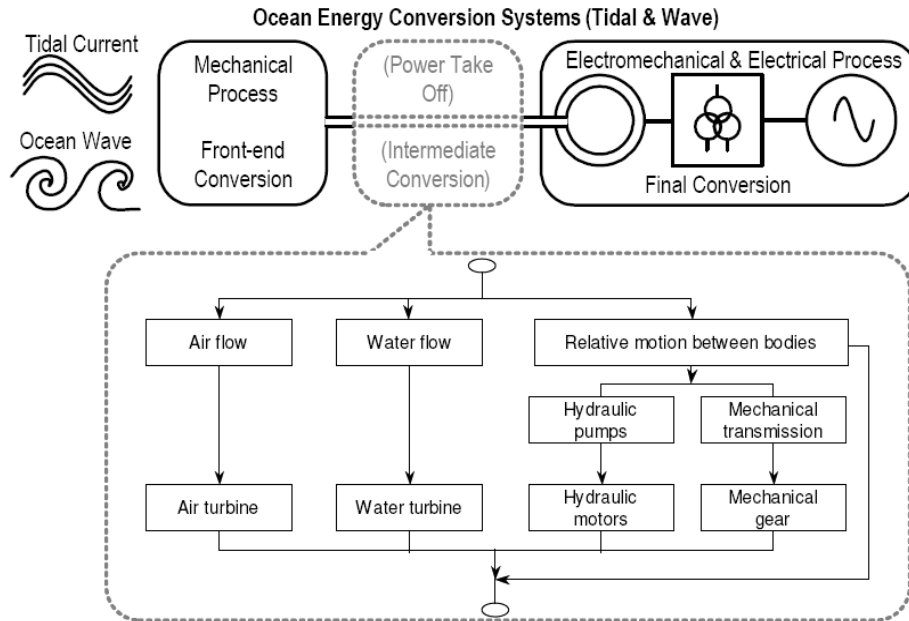 Ocean Energy Conversion Systems (Tidal & Wave)
Tidal Current
Ocean Wave
Mechanical
Process
Front-end
Conversion
(Power Take
Off)
(Intermediate
Conversion)
Electromechanical & Electrical Process
Final Conversion
Air flow
Water flow
Relative motion between bodies
Hydraulic
pumps
Mechanical
transmission
Air turbine
Water turbine
Hydraulic
motors
Mechanical
gear